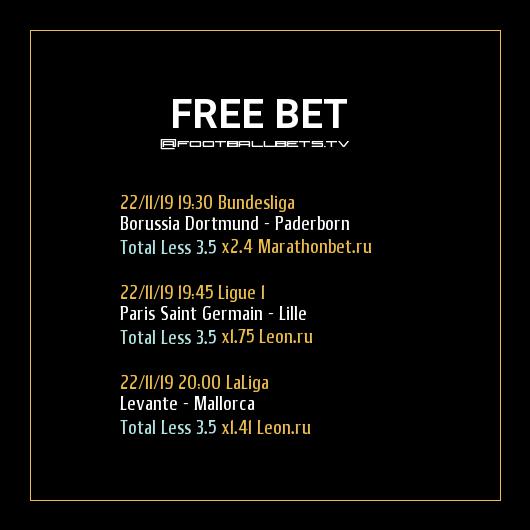 FREE BET
@FOOTBALLBETS.TV
22/11/19 19:30 Bundesliga
Borussia Dortmund - Paderborn
Total Less 3.5 x2.4 Marathonbet.ru
22/11/19 19:45 Ligue 1
Paris Saint Germain - Lille
Total Less 3.5 x1.75 Leon.ru
22/11/19 20:00 LaLiga
Levante - Mallorca
Total Less 3.5 x1.41 Leon.ru